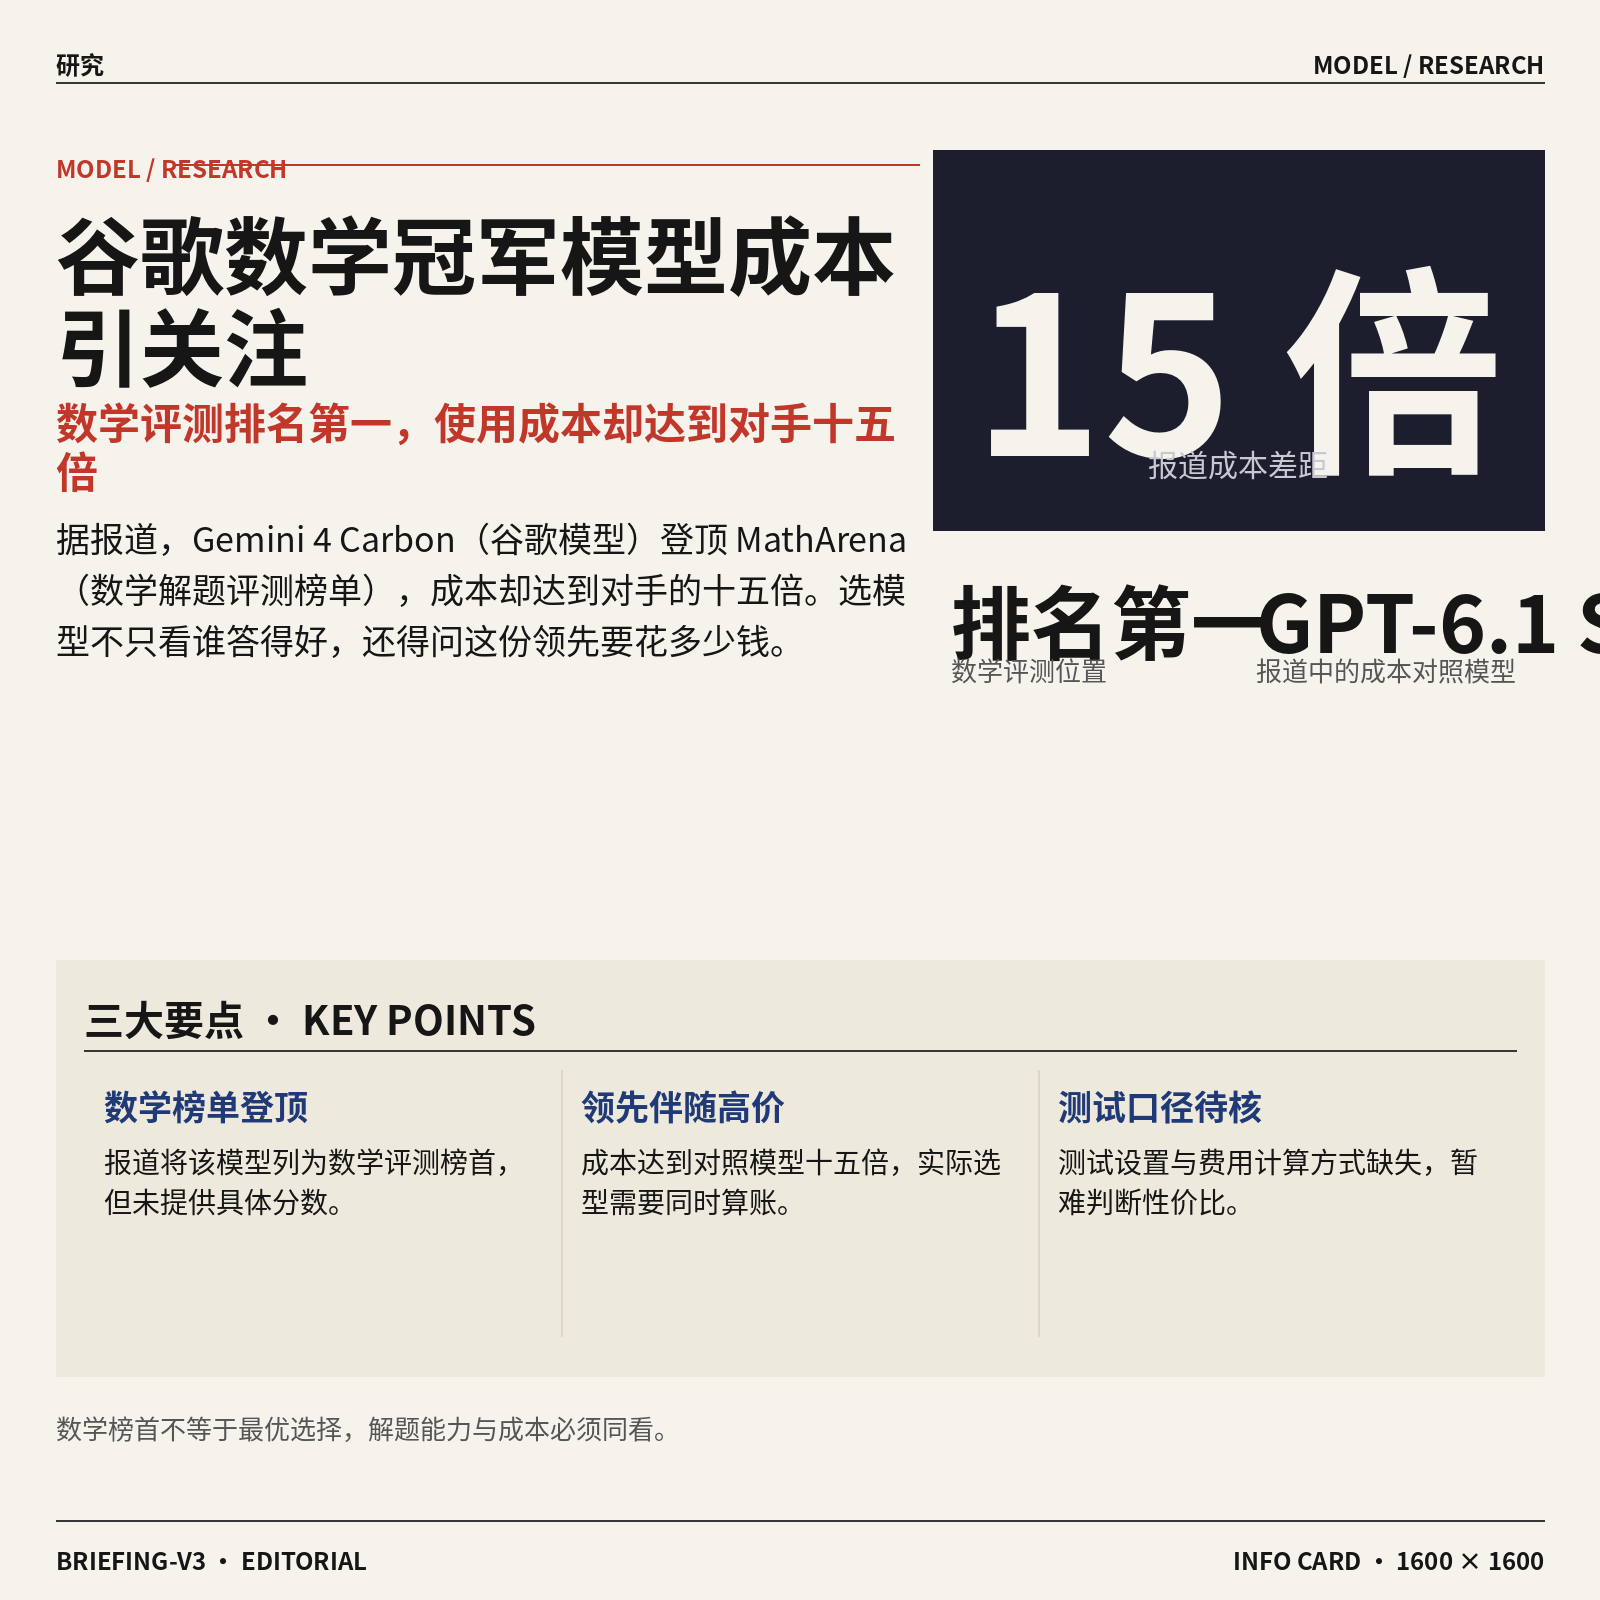 研究
MODEL / RESEARCH
MODEL / RESEARCH
谷歌数学冠军模型成本
引关注
数学评测排名第一，使用成本却达到对手十五
倍
据报道，Gemini 4 Carbon（谷歌模型）登顶 MathArena
（数学解题评测榜单），成本却达到对手的十五倍。选模
型不只看谁答得好，还得问这份领先要花多少钱。
15 倍
报道成本差距
排名第一
数学评测位置
GPT-6.1 S
报道中的成本对照模型
三大要点 · KEY POINTS
数学榜单登顶
报道将该模型列为数学评测榜首，
但未提供具体分数。
领先伴随高价
成本达到对照模型十五倍，实际选
型需要同时算账。
测试口径待核
测试设置与费用计算方式缺失，暂
难判断性价比。
数学榜首不等于最优选择，解题能力与成本必须同看。
BRIEFING-V3 · EDITORIAL
INFO CARD · 1600 × 1600